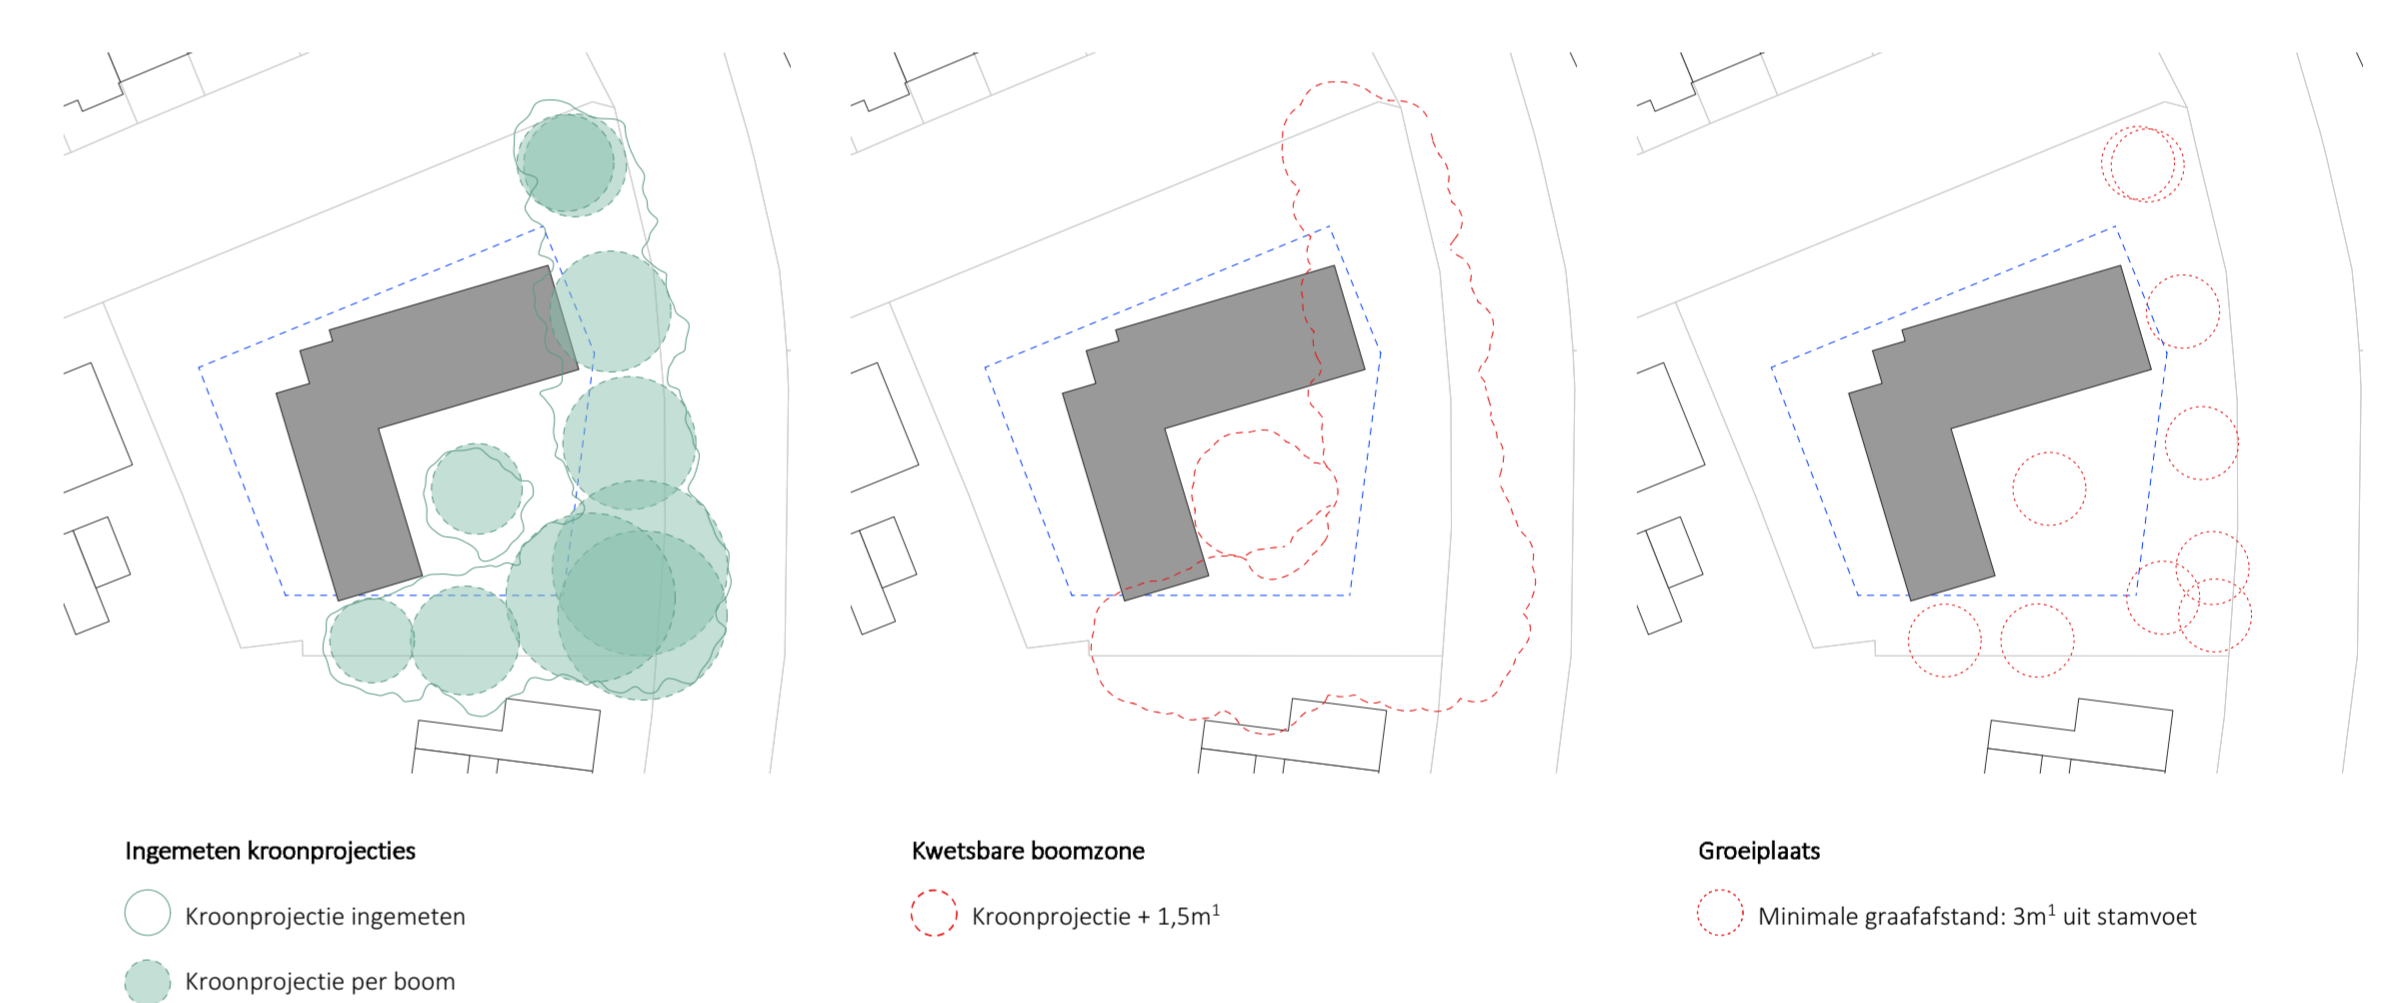 Ingemeten kroonprojecties
Kroonprojectie ingemeten
Kroonprojectie per boom
Kwetsbare boomzone
Kroonprojectie + 1,5m¹
Groeiplaats
Minimale graafafstand: 3m¹ uit stamvoet